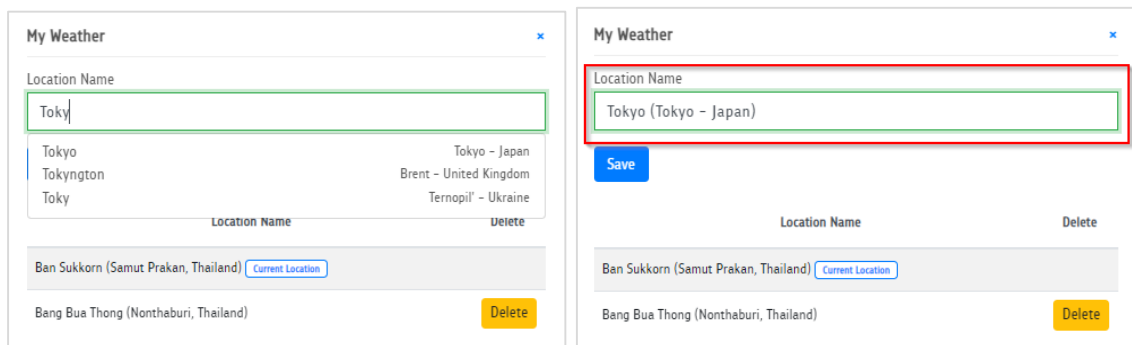 My Weather ×
Location Name
Toky
Tokyo Tokyo - Japan
Tokyngton Brent - United Kingdom
Toky Ternopil' - Ukraine
Location Name Delete
Ban Sukkorn (Samut Prakan, Thailand) Current Location
Bang Bua Thong (Nonthaburi, Thailand) Delete
My Weather ×
Location Name
Tokyo (Tokyo - Japan)
Save
Location Name Delete
Ban Sukkorn (Samut Prakan, Thailand) Current Location
Bang Bua Thong (Nonthaburi, Thailand) Delete